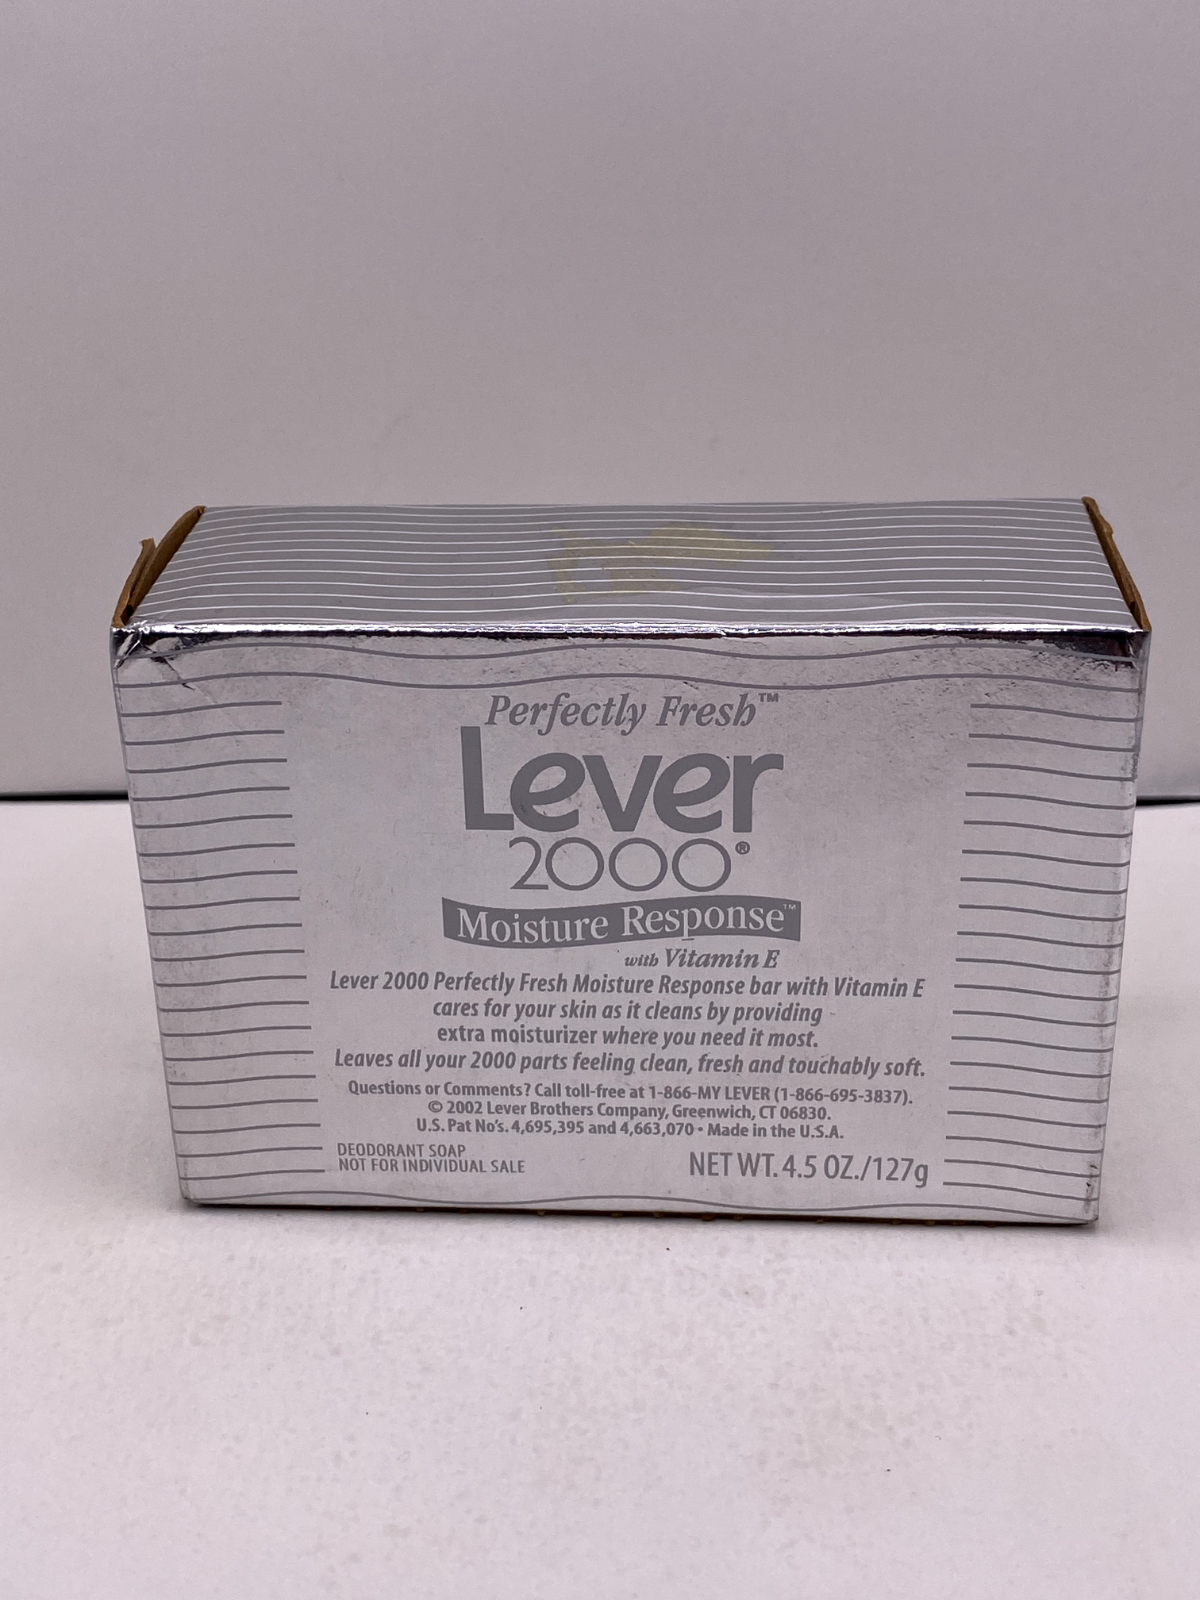 Perfectly Fresh™
Lever
2000®
Moisture Response™
with Vitamin E
Lever 2000 Perfectly Fresh Moisture Response bar with Vitamin E
cares for your skin as it cleans by providing
extra moisturizer where you need it most.
Leaves all your 2000 parts feeling clean, fresh and touchably soft.
Questions or Comments? Call toll-free at 1-866-MY LEVER (1-866-695-3837).
© 2002 Lever Brothers Company, Greenwich, CT 06830.
U.S. Pat No's. 4,695,395 and 4,663,070 • Made in the U.S.A.
DEODORANT SOAP
NOT FOR INDIVIDUAL SALE
NET WT. 4.5 OZ./127g